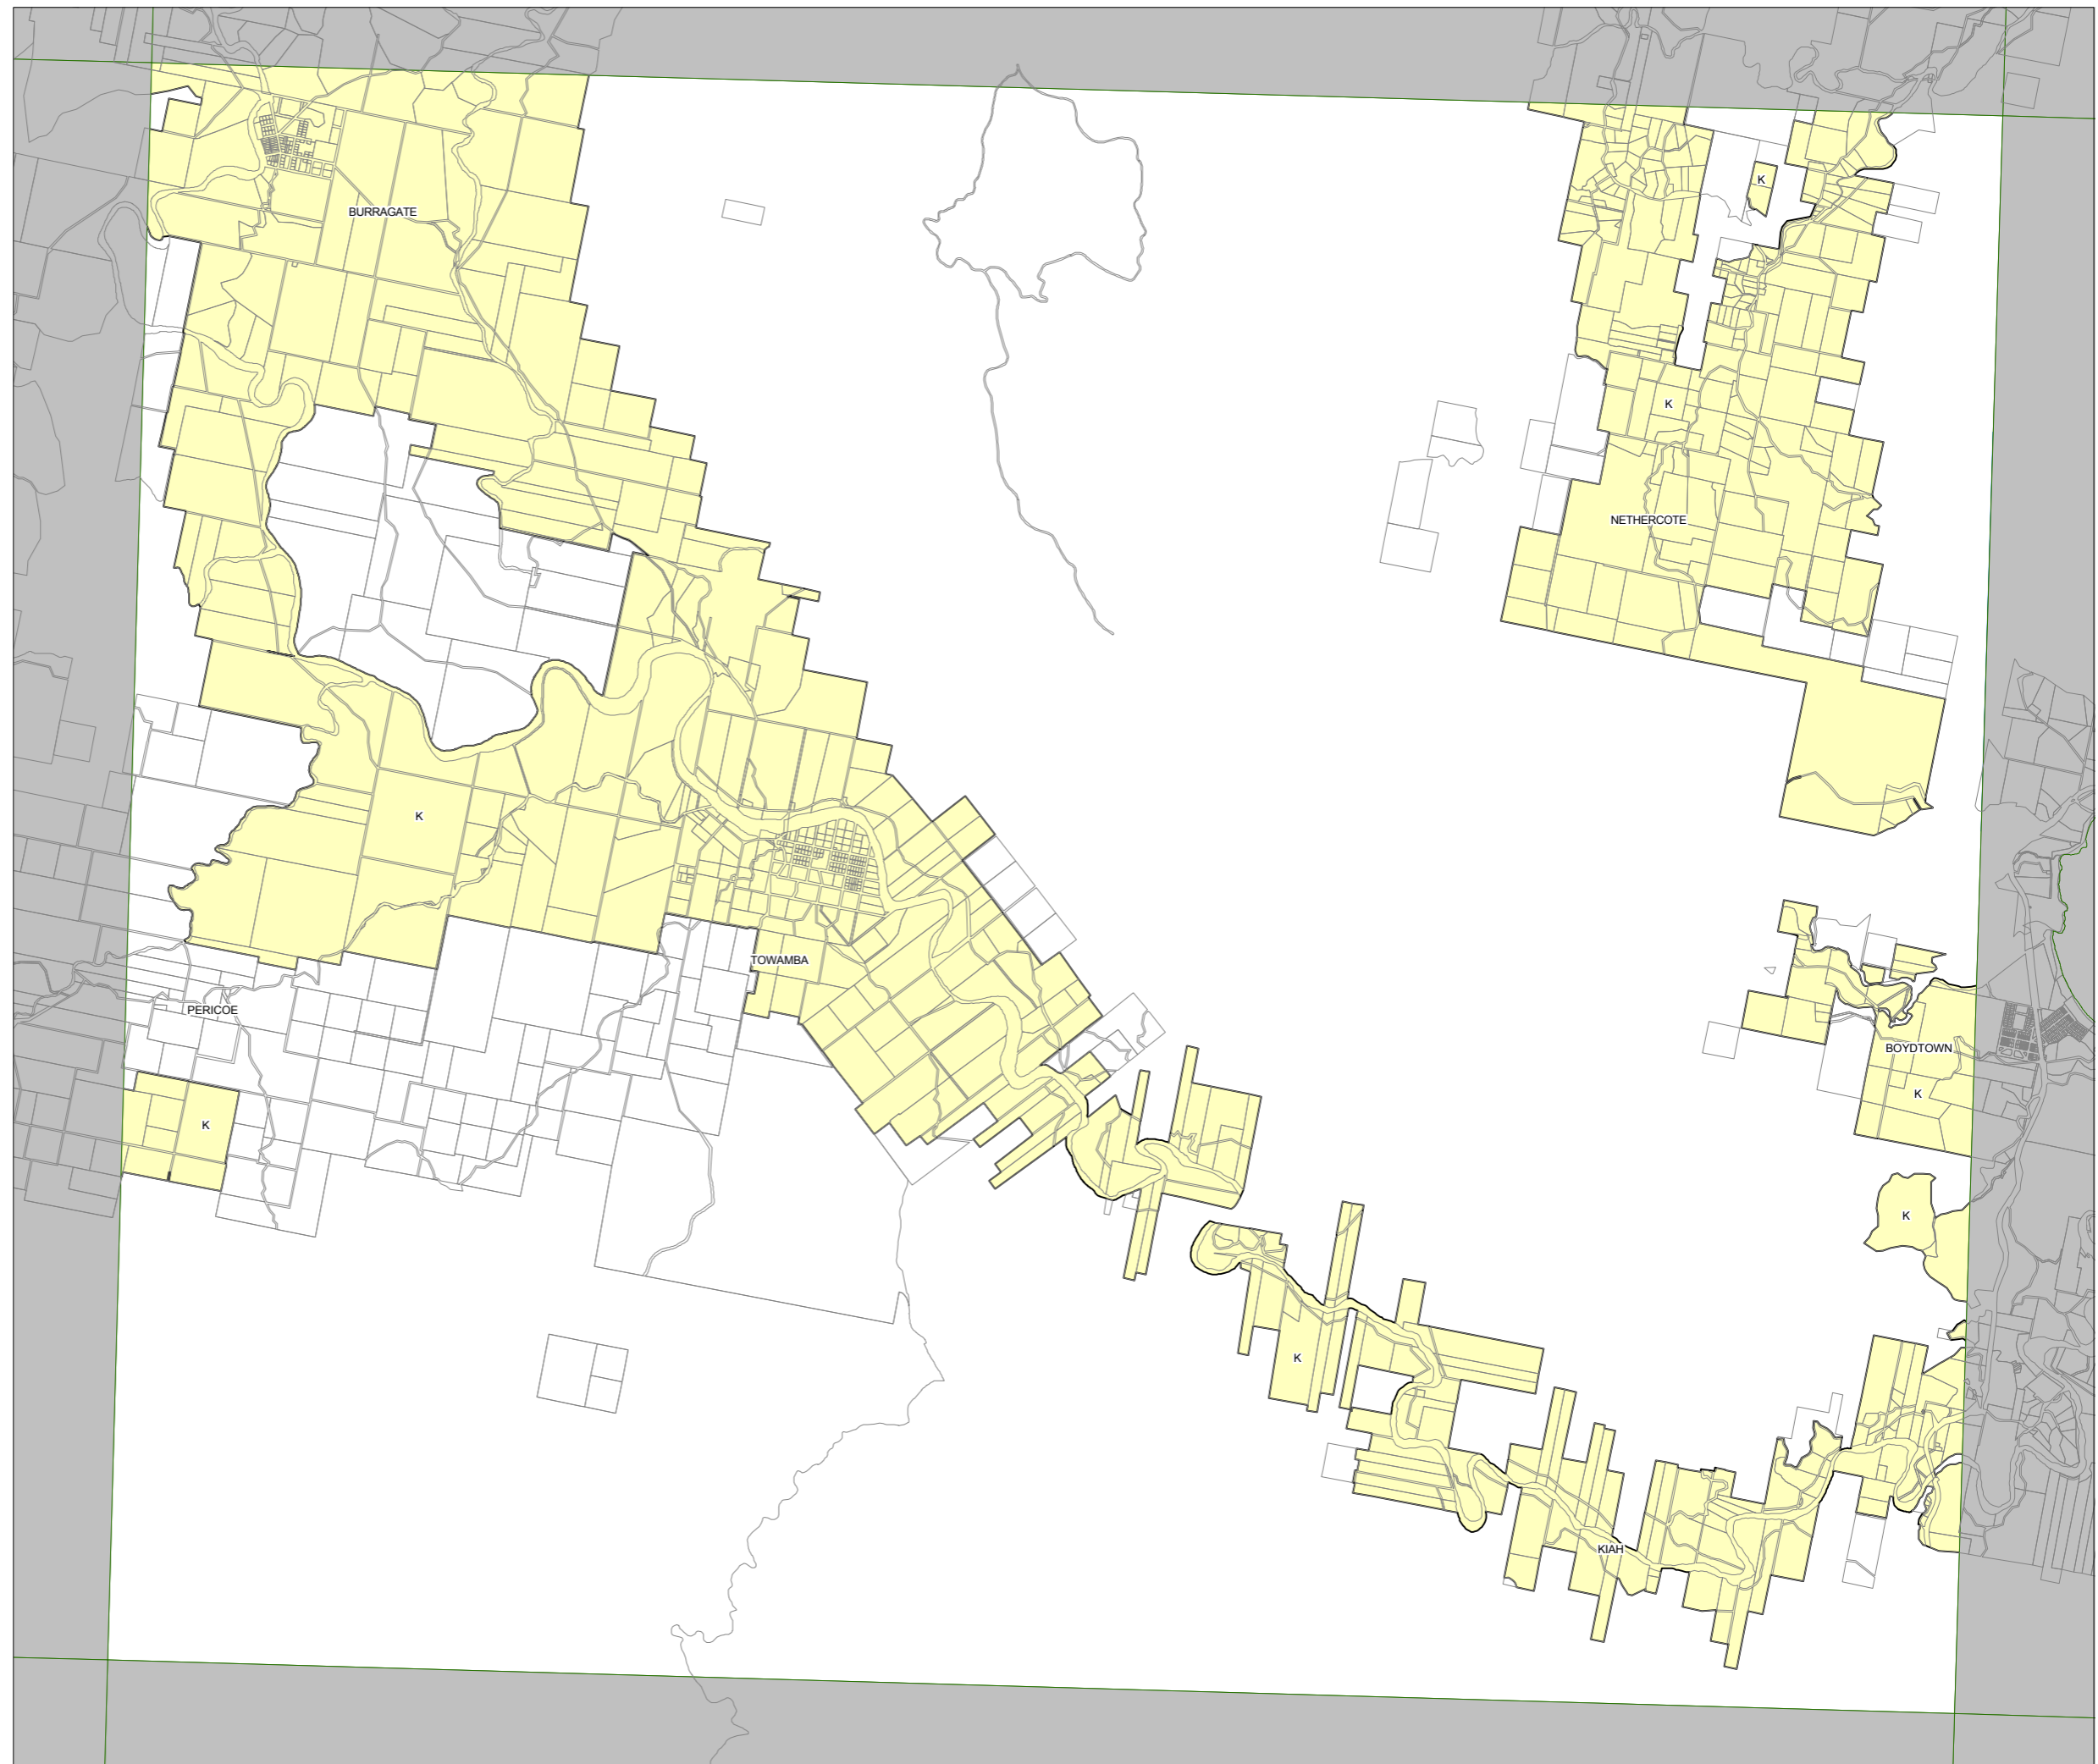 K
BURRAGATE
K
NETHERCOTE
K
TOWAMBA
PERICOE
BOYDTOWN
K
K
K
K
KIAH